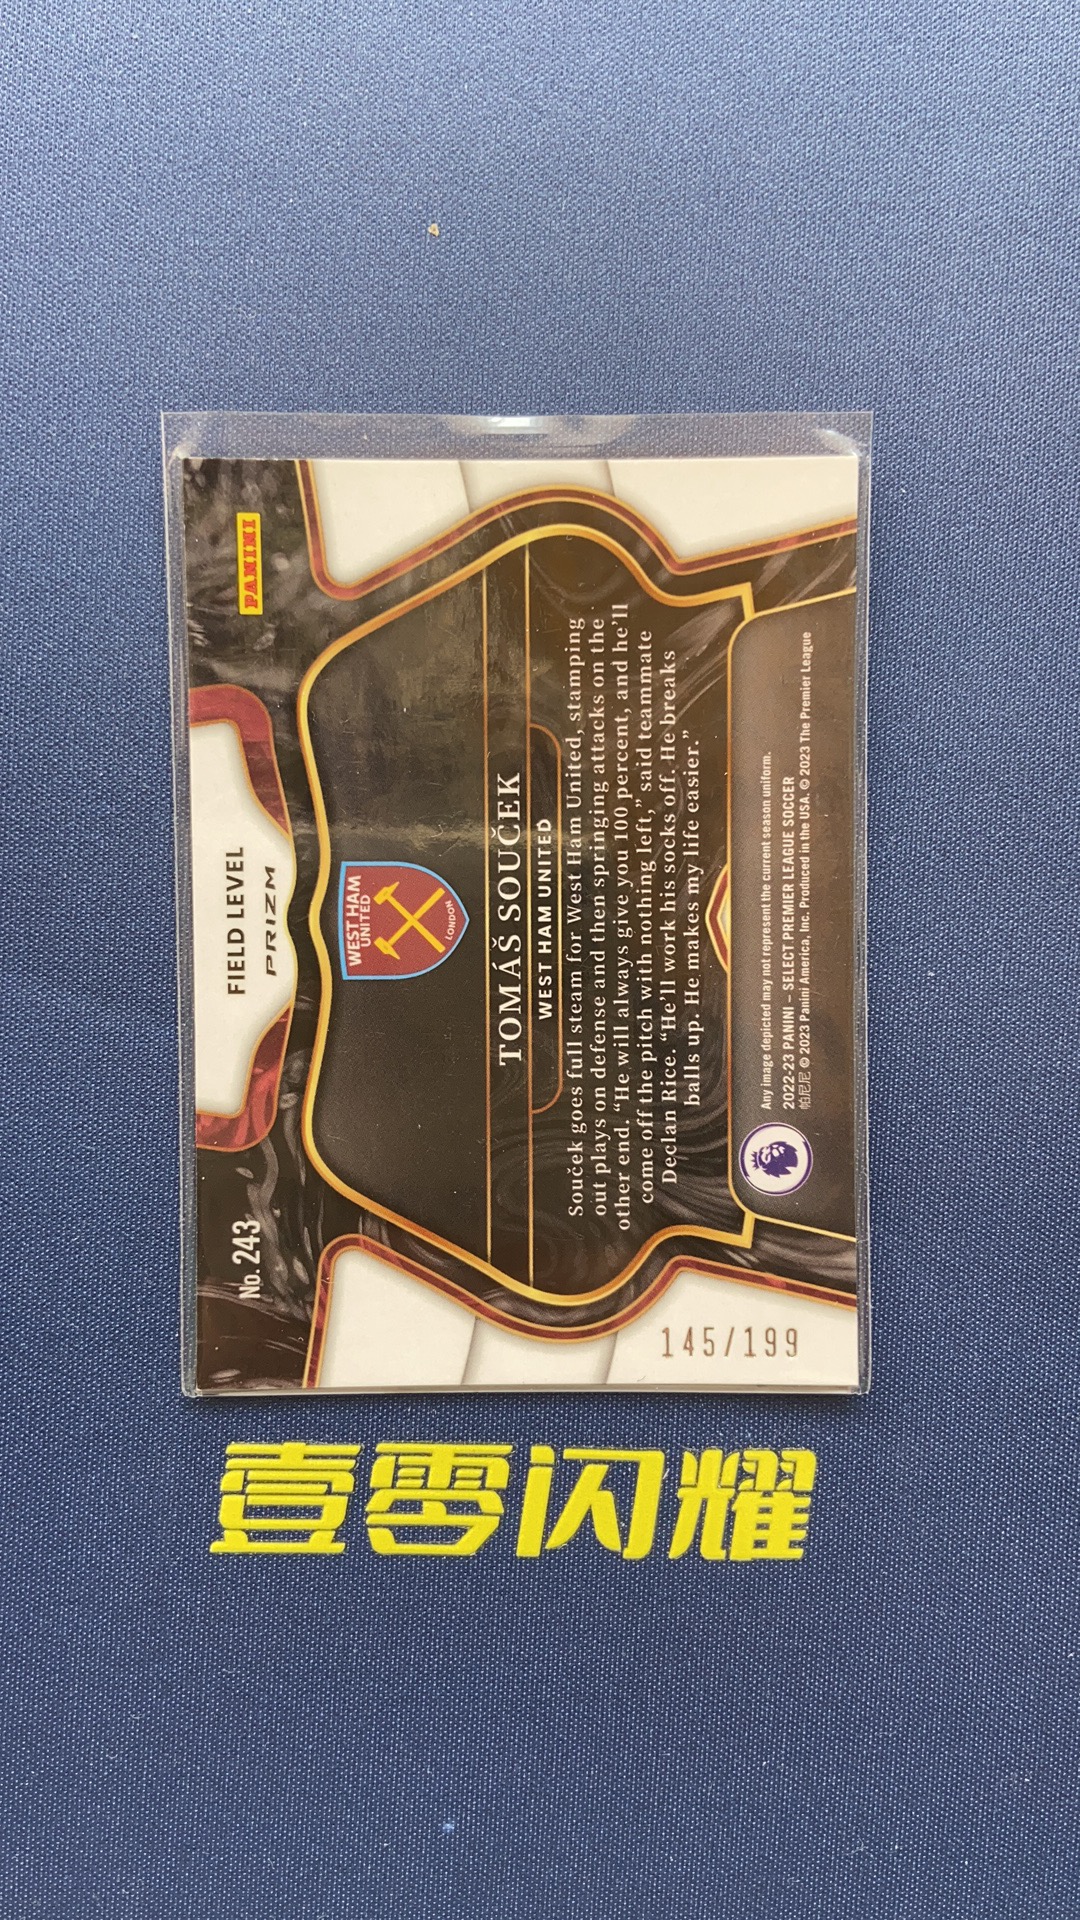 No. 243
FIELD LEVEL
PRIZM
PANINI
WEST HAM
UNITED
LONDON
TOMÁŠ SOUČEK
WEST HAM UNITED
Souček goes full steam for West Ham United, stamping
out plays on defense and then springing attacks on the
other end. “He will always give you 100 percent, and he’ll
come off the pitch with nothing left,” said teammate
Declan Rice. “He’ll work his socks off. He breaks
balls up. He makes my life easier.”
Any image depicted may not represent the current season uniform.
2022-23 PANINI – SELECT PREMIER LEAGUE SOCCER
帕尼尼 © 2023 Panini America, Inc. Produced in the USA. © 2023 The Premier League
145/199
壹零闪耀